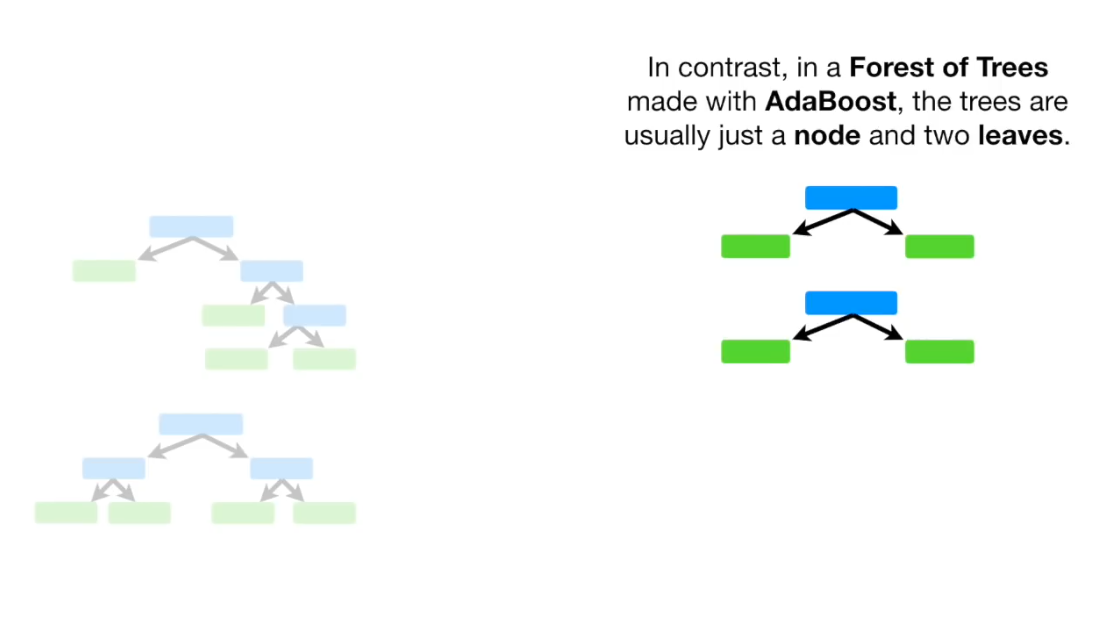 In contrast, in a Forest of Trees
made with AdaBoost, the trees are
usually just a node and two leaves.